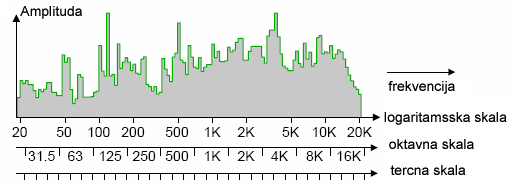 Amplituda
frekvencija
20 50 100 200 500 1K 2K 5K 10K 20K logaritamsska skala
oktavna skala
31.5 63 125 250 500 1K 2K 4K 8K 16K
tercna skala